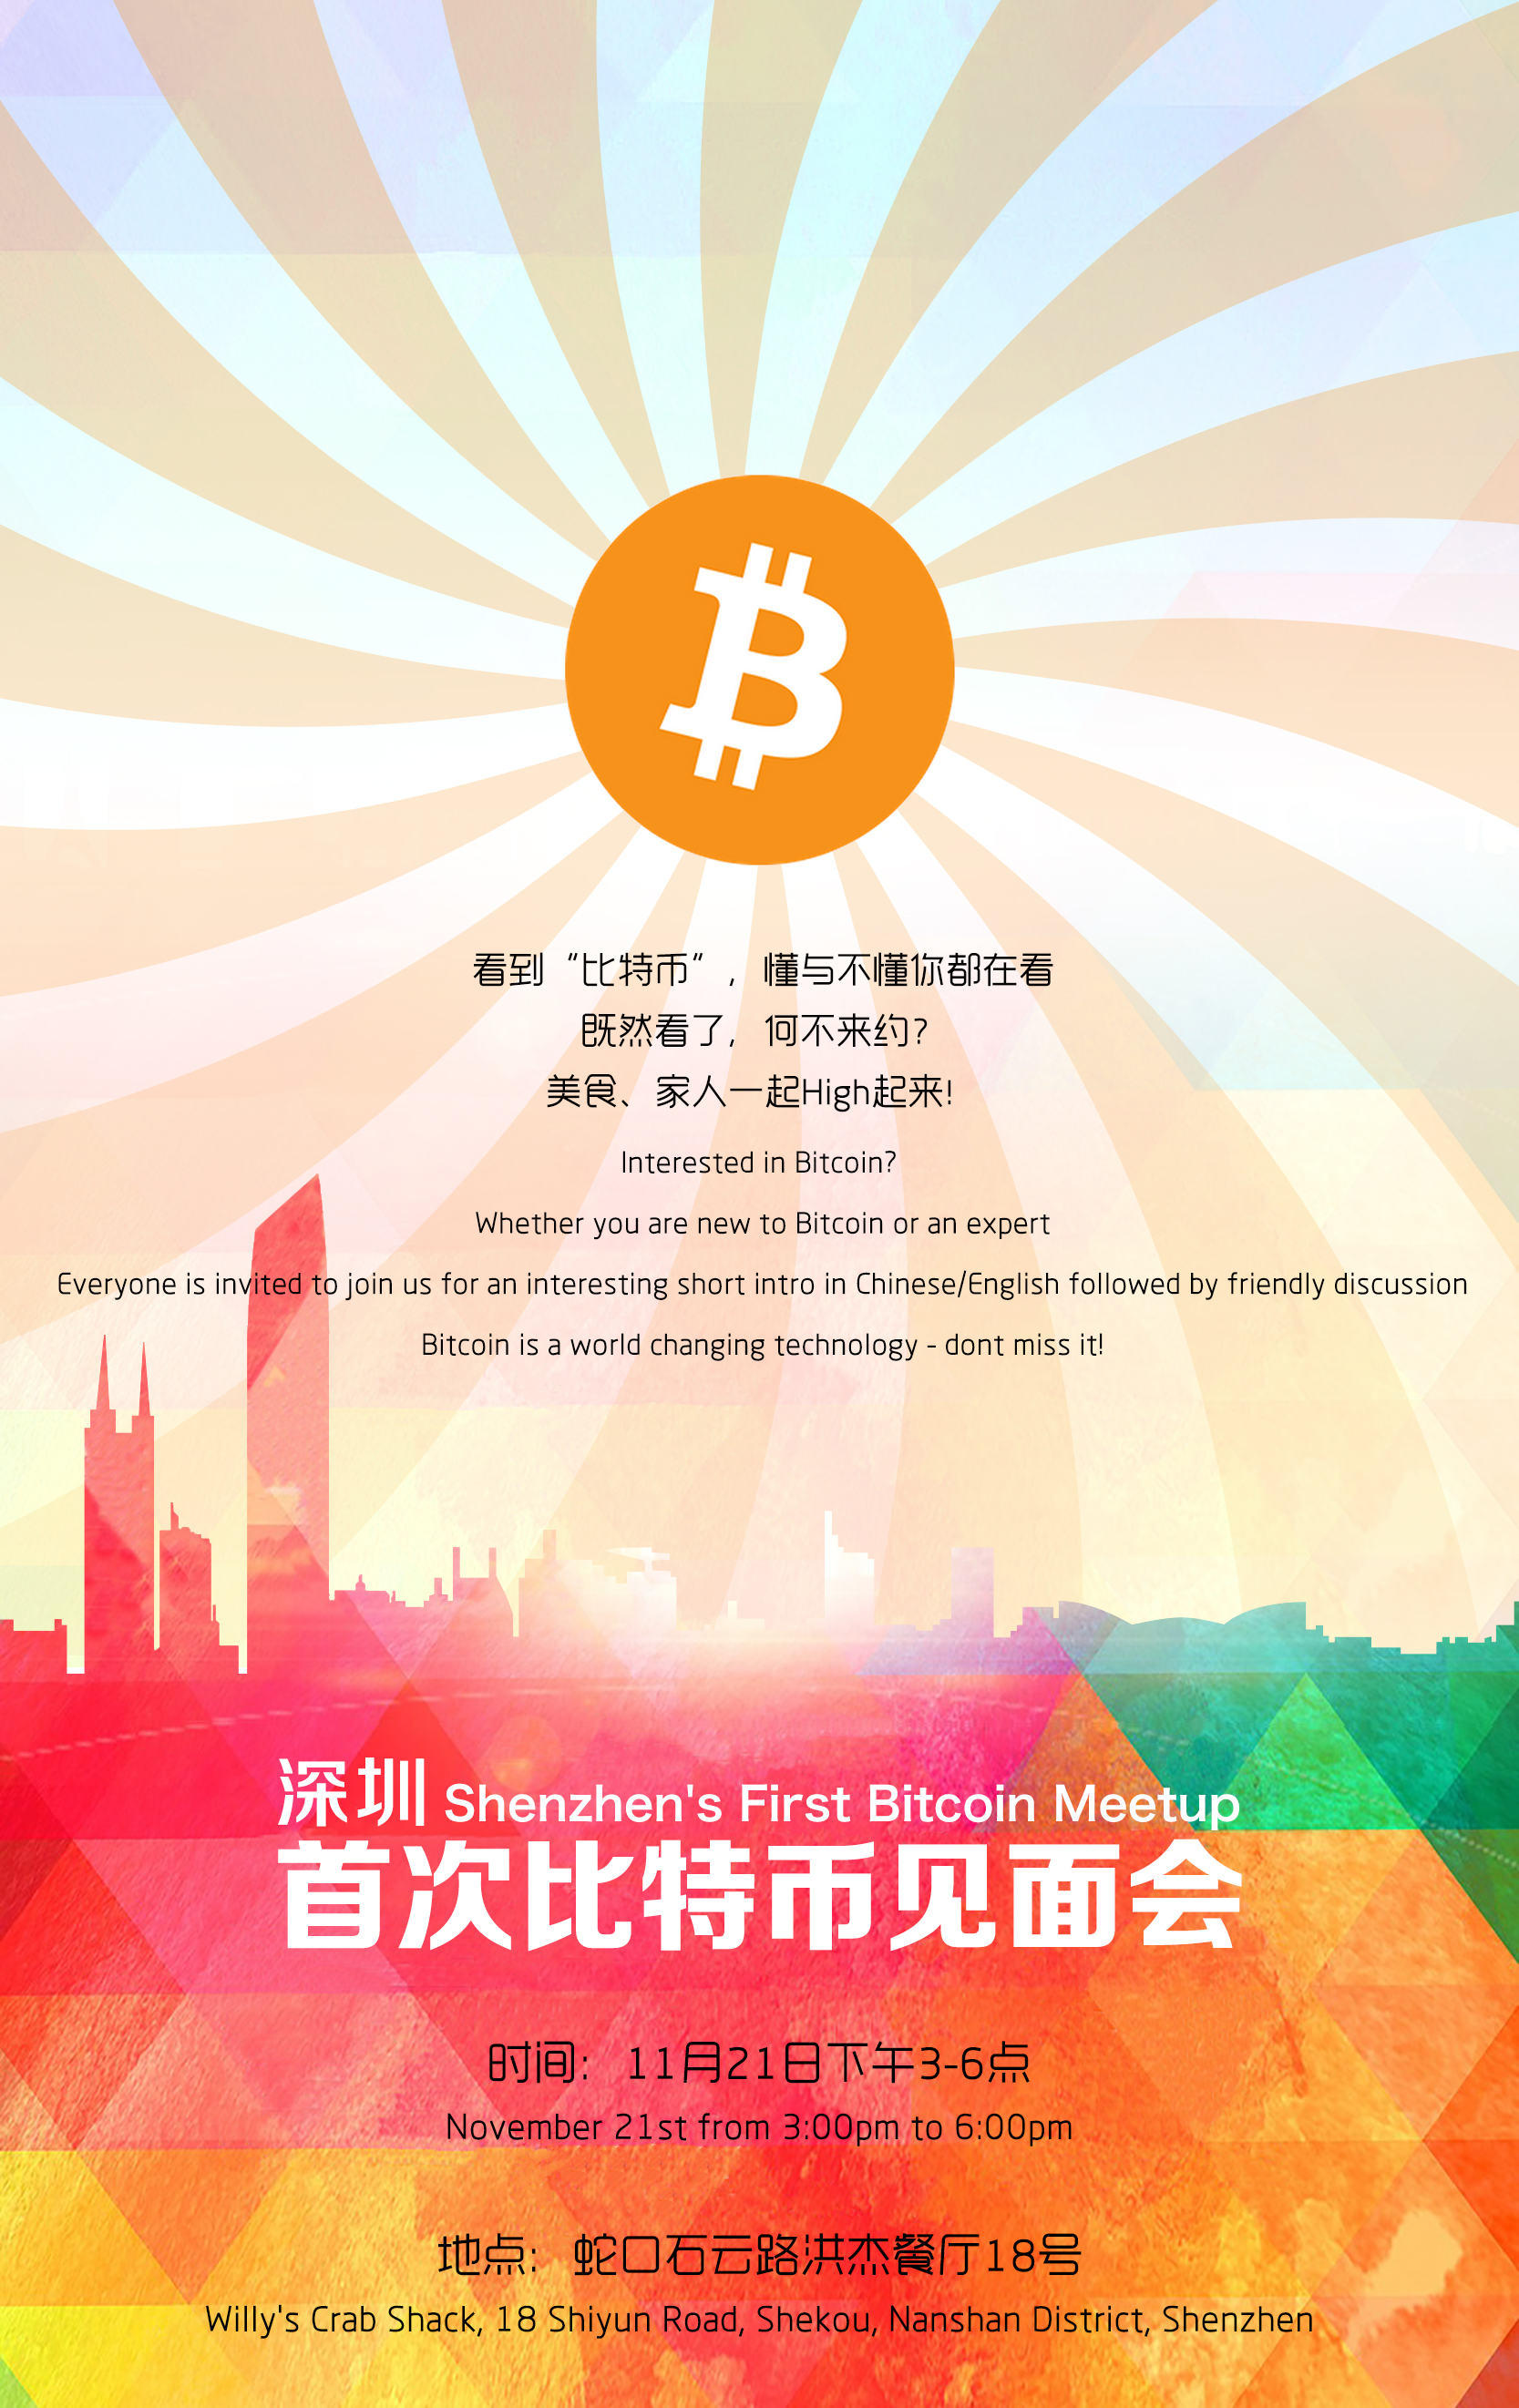 看到“比特币”，懂与不懂你都在看
既然看了，何不来约？
美食、家人一起High起来！
Interested in Bitcoin?
Whether you are new to Bitcoin or an expert
Everyone is invited to join us for an interesting short intro in Chinese/English followed by friendly discussion
Bitcoin is a world changing technology - dont miss it!
深圳 Shenzhen's First Bitcoin Meetup
首次比特币见面会
时间：11月21日下午3-6点
November 21st from 3:00pm to 6:00pm
地点：蛇口石云路洪杰餐厅18号
Willy's Crab Shack, 18 Shiyun Road, Shekou, Nanshan District, Shenzhen